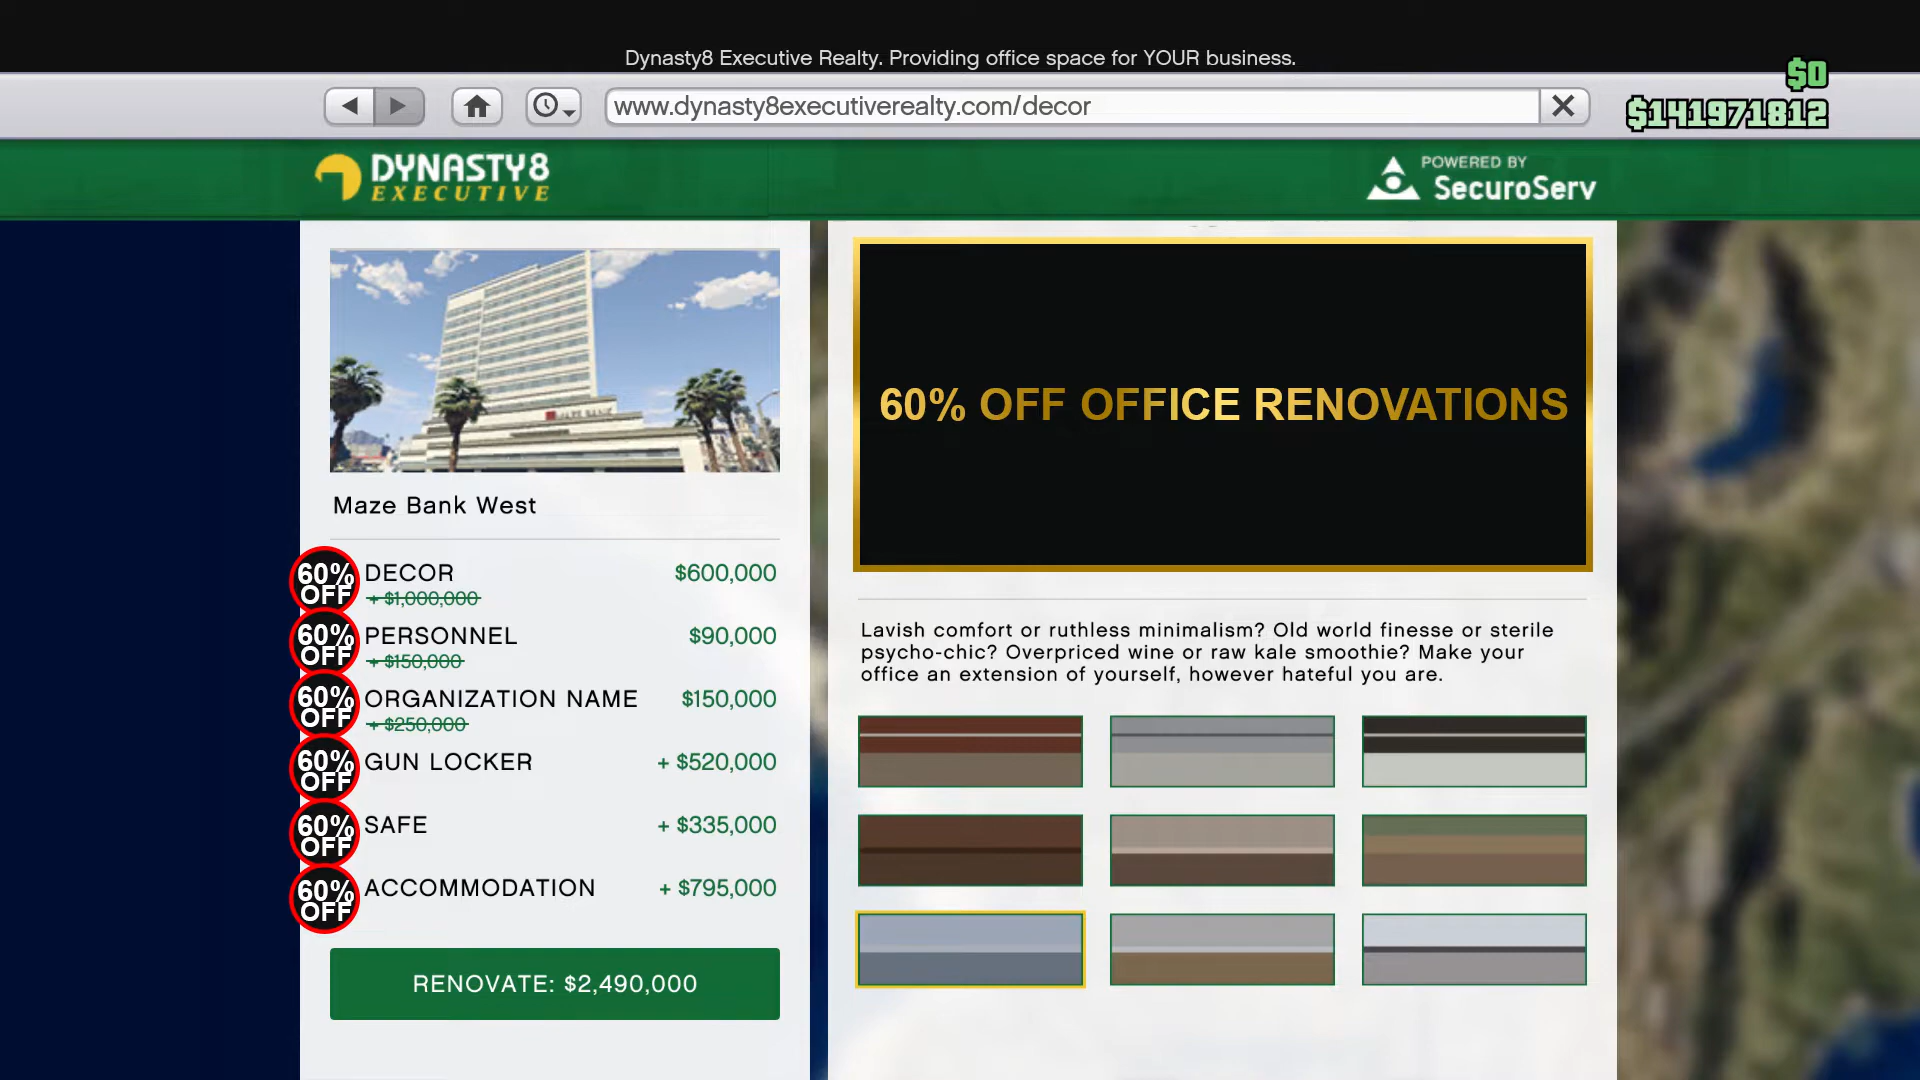 Dynasty8 Executive Realty. Providing office space for YOUR business.
$0
www.dynasty8executiverealty.com/decor
$141971812
DYNASTY8
EXECUTIVE
POWERED BY
SecuroServ
MAZE BANK
Maze Bank West
60% OFF
DECOR $600,000
+ $1,000,000
60% OFF
PERSONNEL $90,000
+ $150,000
60% OFF
ORGANIZATION NAME $150,000
+ $250,000
60% OFF
GUN LOCKER + $520,000
60% OFF
SAFE + $335,000
60% OFF
ACCOMMODATION + $795,000
RENOVATE: $2,490,000
60% OFF OFFICE RENOVATIONS
Lavish comfort or ruthless minimalism? Old world finesse or sterile
psycho-chic? Overpriced wine or raw kale smoothie? Make your
office an extension of yourself, however hateful you are.